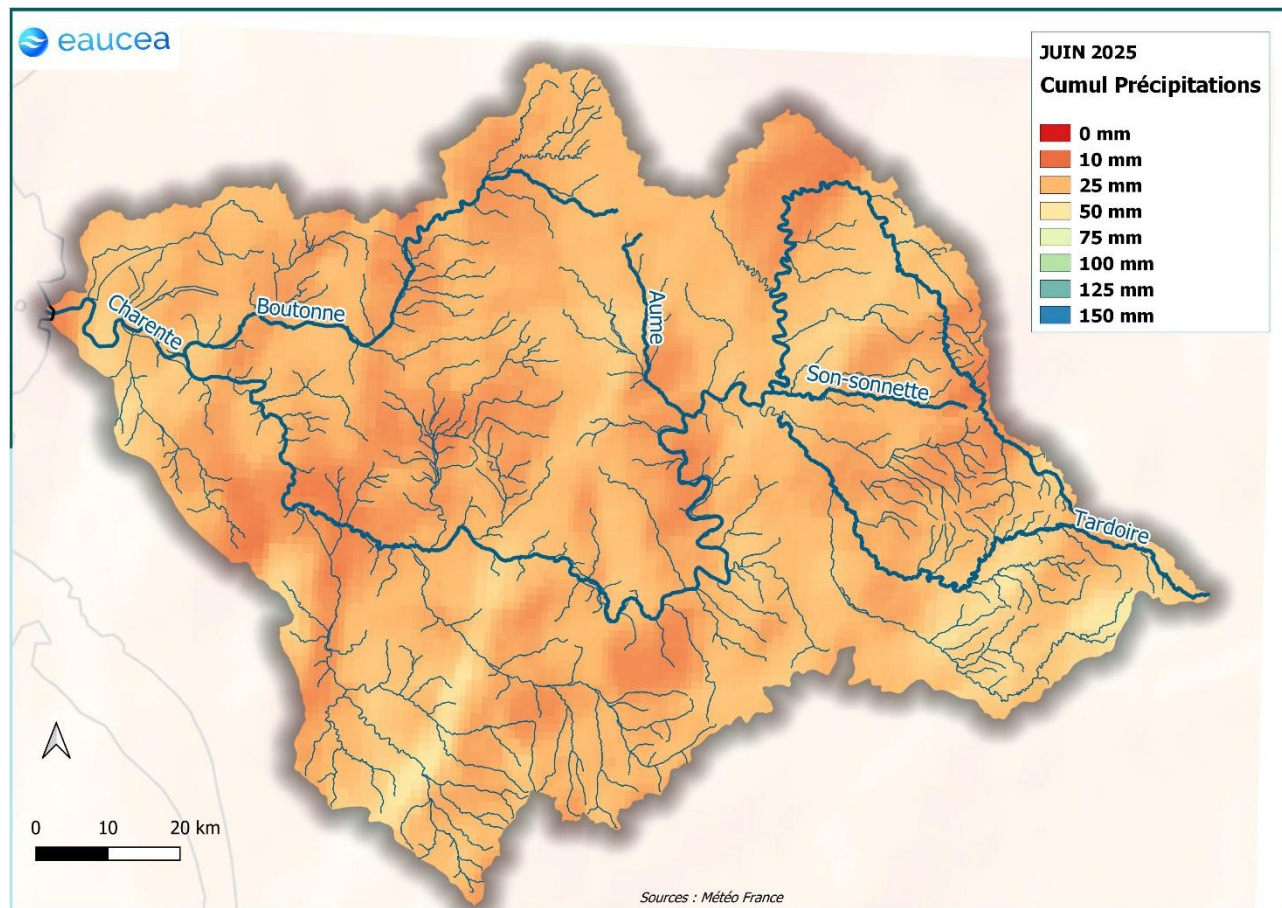 eaucea
JUIN 2025
Cumul Précipitations
0 mm
10 mm
25 mm
50 mm
75 mm
100 mm
125 mm
150 mm
Charente
Boutonne
Aume
Son-sonnette
Tardoire
0 10 20 km
Sources : Météo France